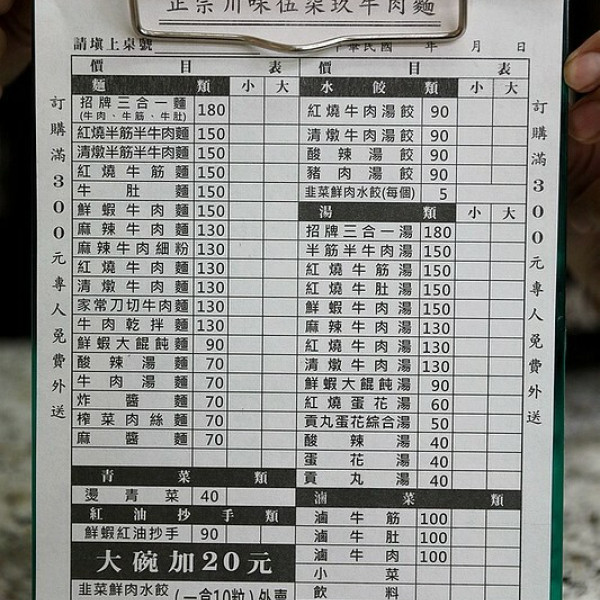 正宗川味伍柒玖牛肉麵
請填上桌號 中華民國 年 月 日
訂購滿300元專人免費外送
價目表
麵類 小 大
招牌三合一麵 180
(牛肉、牛筋、牛肚)
紅燒半筋半牛肉麵 150
清燉半筋半牛肉麵 150
紅燒牛筋麵 150
牛肚麵 150
鮮蝦牛肉麵 150
麻辣牛肉麵 130
麻辣牛肉細粉 130
紅燒牛肉麵 130
清燉牛肉麵 130
家常刀切牛肉麵 130
牛肉乾拌麵 130
鮮蝦大餛飩麵 90
酸辣湯麵 70
牛肉湯麵 70
炸醬麵 70
榨菜肉絲麵 70
麻醬麵 70
青菜類
燙青菜 40
紅油抄手類
鮮蝦紅油抄手 90
大碗加20元
韭菜鮮肉水餃(一盒10粒)外賣
價目表
水餃類 小 大
紅燒牛肉湯餃 90
清燉牛肉湯餃 90
酸辣湯餃 90
豬肉湯餃 90
韭菜鮮肉水餃(每個) 5
湯類 小 大
招牌三合一湯 180
半筋半牛肉湯 150
紅燒牛筋湯 150
紅燒牛肚湯 150
鮮蝦牛肉湯 150
麻辣牛肉湯 130
紅燒牛肉湯 130
清燉牛肉湯 130
鮮蝦大餛飩湯 90
紅燒蛋花湯 60
貢丸蛋花綜合湯 50
酸辣湯 40
蛋花湯 40
貢丸湯 40
滷菜類
滷牛筋 100
滷牛肚 100
滷牛肉 100
小菜
飲料
訂購滿300元專人免費外送